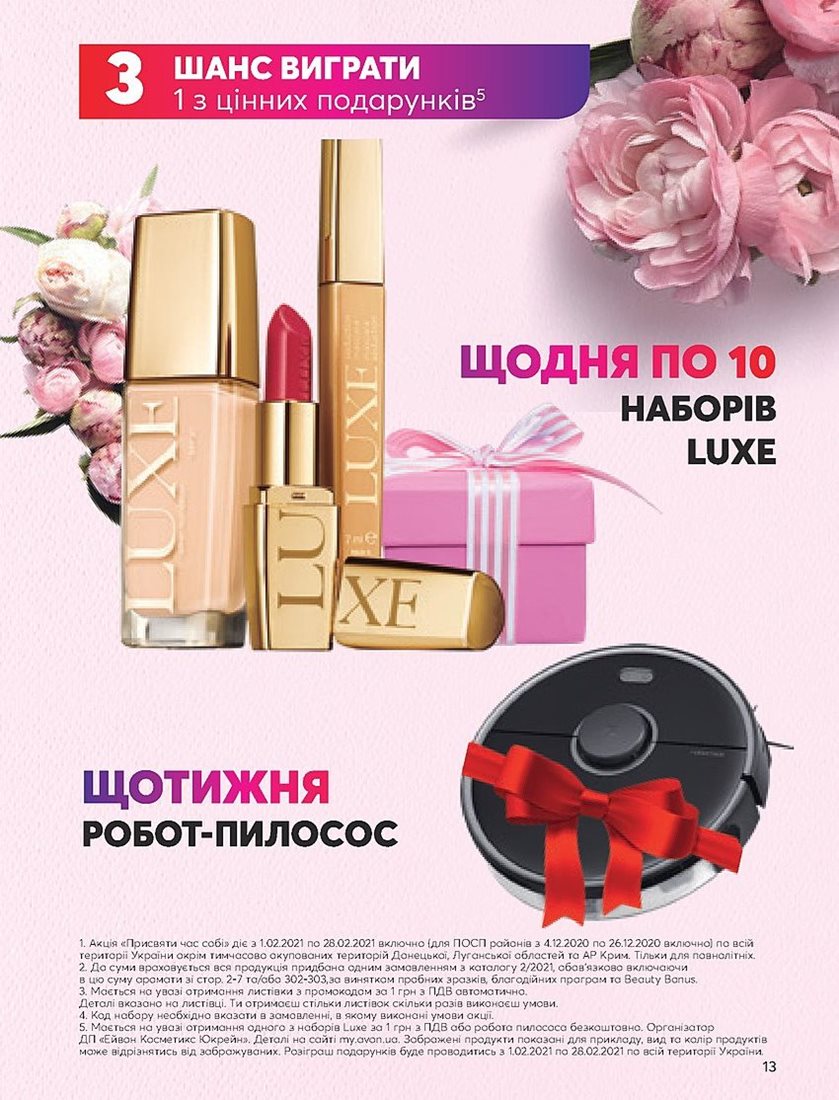 3 ШАНС ВИГРАТИ
1 з цінних подарунків⁵
ЩОДНЯ ПО 10
НАБОРІВ
LUXE
LUXE
LUXE
LUXE
7 ml e
ЩОТИЖНЯ
РОБОТ-ПИЛОСОС
1. Акція «Присвяти час собі» діє з 1.02.2021 по 28.02.2021 включно (для ПОСП районів з 4.12.2020 по 26.12.2020 включно) по всій
території України окрім тимчасово окупованих територій Донецької, Луганської областей та АР Крим. Тільки для повнолітніх.
2. До суми враховується вся продукція придбана одним замовленням з каталогу 2/2021, обов'язково включаючи
в цю суму аромати зі стор. 2-7 та/або 302-303,за винятком пробних зразків, благодійних програм та Beauty Bonus.
3. Мається на увазі отримання листівки з промокодом за 1 грн з ПДВ автоматично.
Деталі вказано на листівці. Ти отримаєш стільки листівок скільки разів виконаєш умови.
4. Код набору необхідно вказати в замовленні, в якому виконані умови акції.
5. Мається на увазі отримання одного з наборів Luxe за 1 грн з ПДВ або робота пилососа безкоштовно. Організатор
ДП «Ейвон Косметікс Юкрейн». Деталі на сайті my.avon.ua. Зображені продукти показані для прикладу, вид та колір продуктів
може відрізнятись від зображуваних. Розіграш подарунків буде проводитись з 1.02.2021 по 28.02.2021 по всій території України.
13